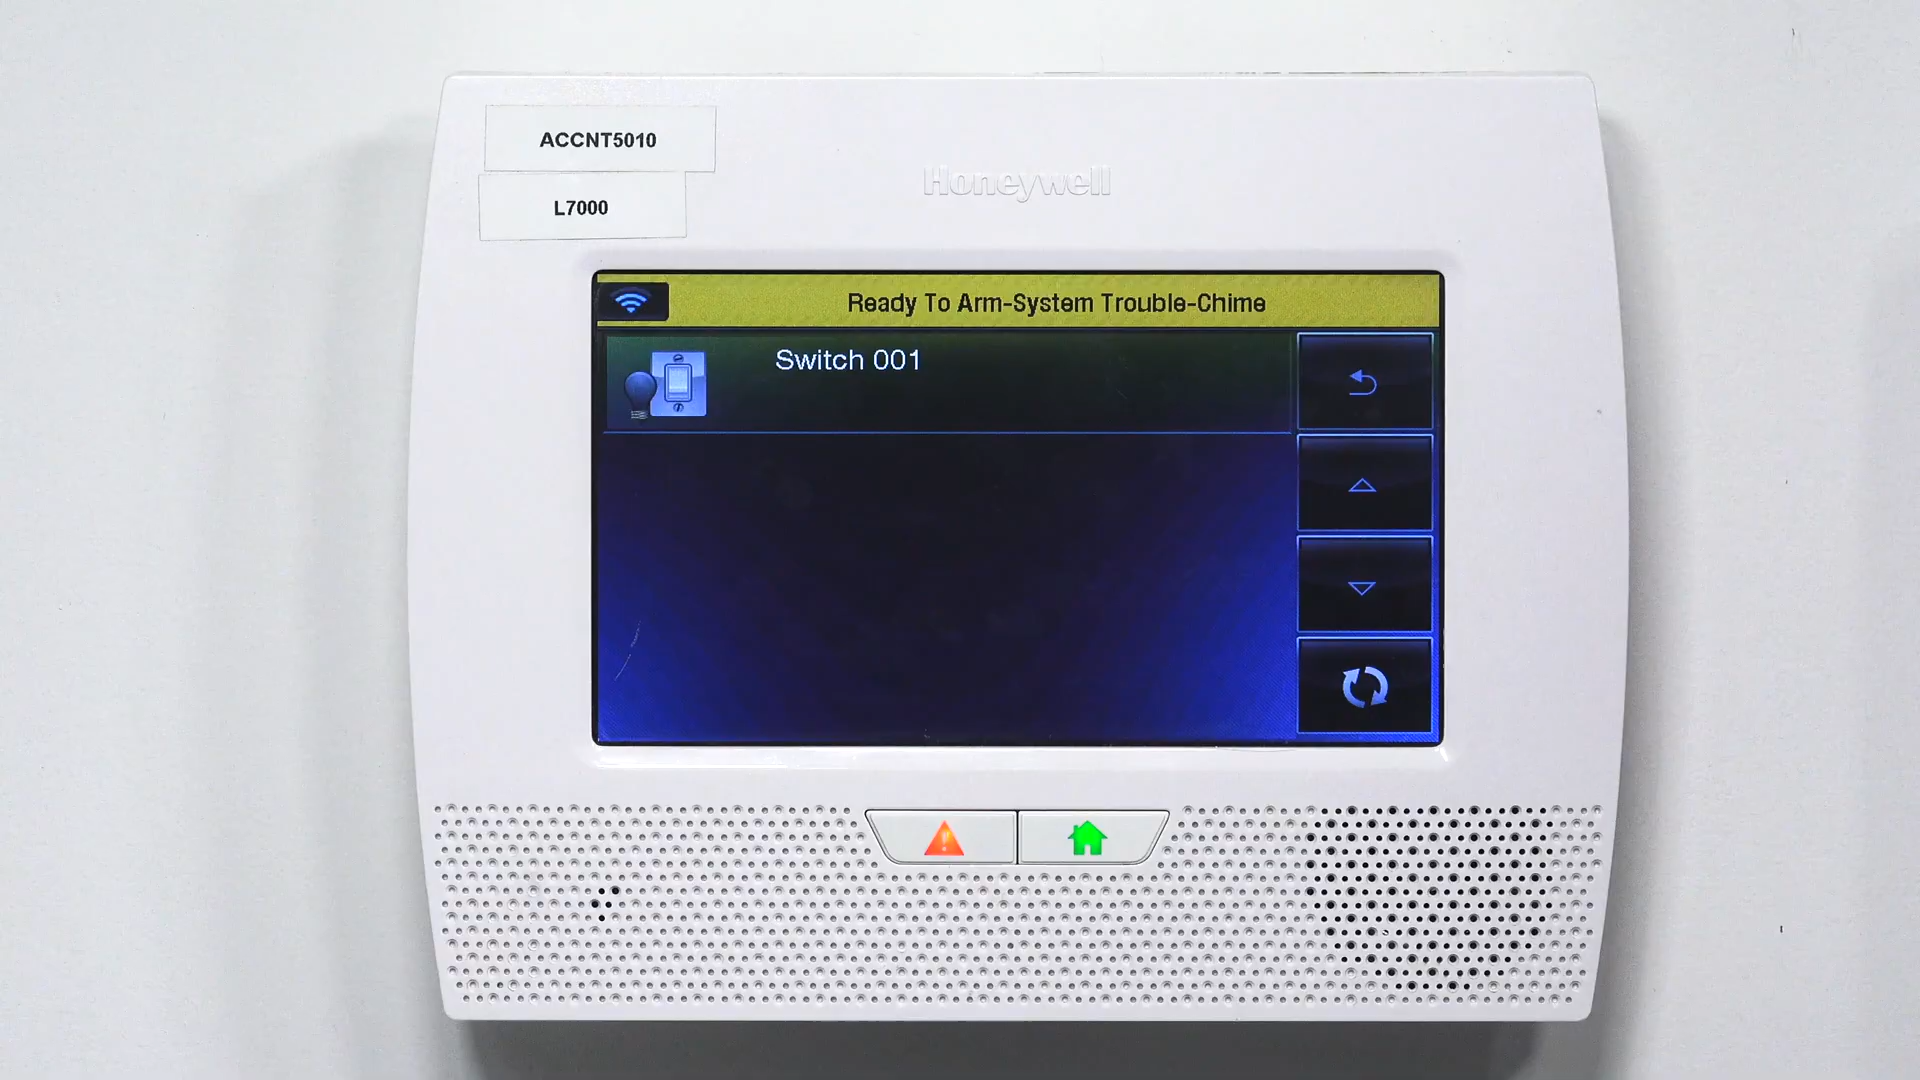 ACCNT5010
L7000
Honeywell
Ready To Arm-System Trouble-Chime
Switch 001